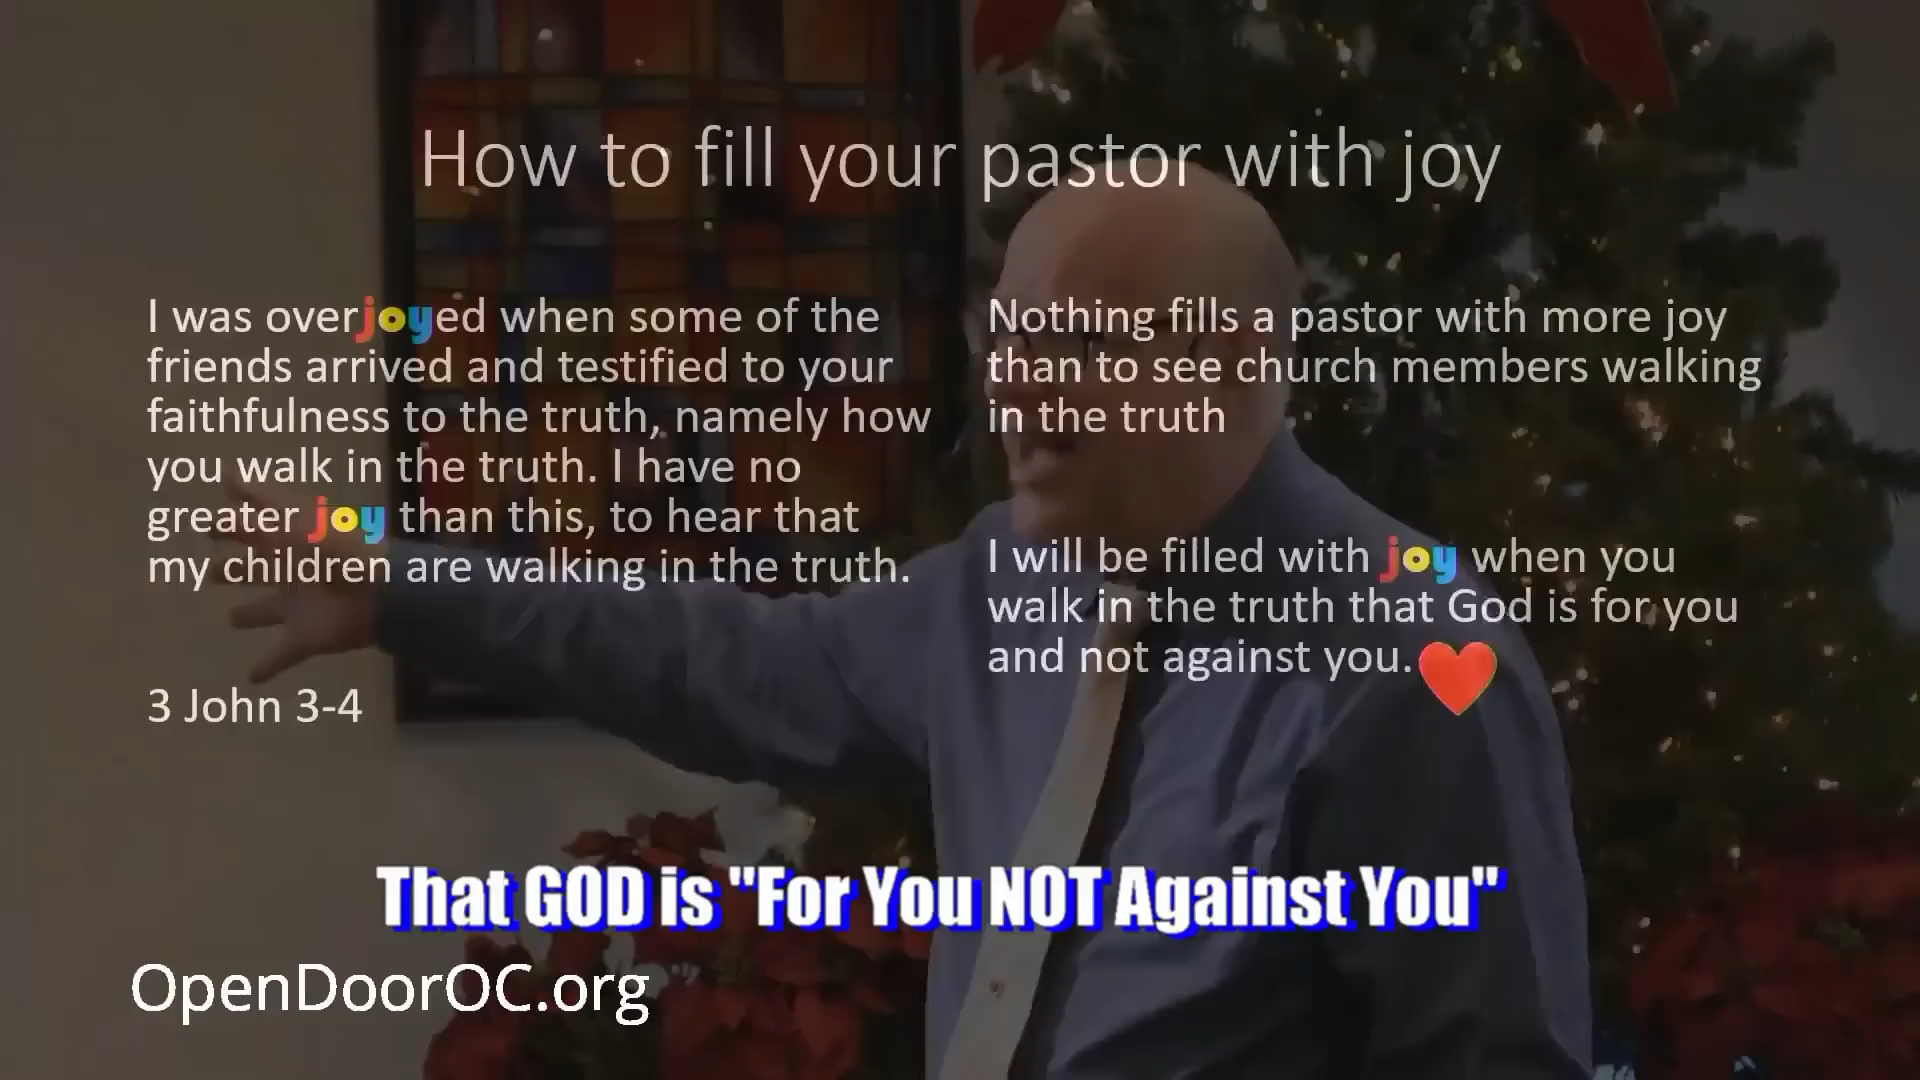 How to fill your pastor with joy
I was overjoyed when some of the
friends arrived and testified to your
faithfulness to the truth, namely how
you walk in the truth. I have no
greater joy than this, to hear that
my children are walking in the truth.
3 John 3-4
Nothing fills a pastor with more joy
than to see church members walking
in the truth
I will be filled with joy when you
walk in the truth that God is for you
and not against you.
That GOD is "For You NOT Against You"
OpenDoorOC.org